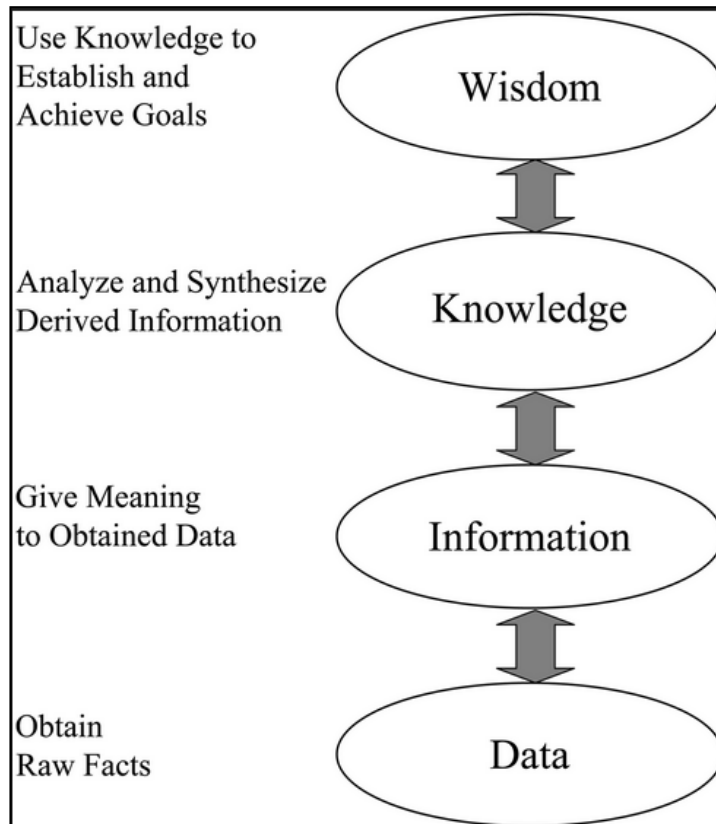 Use Knowledge to
Establish and
Achieve Goals
Wisdom
Analyze and Synthesize
Derived Information
Knowledge
Give Meaning
to Obtained Data
Information
Obtain
Raw Facts
Data